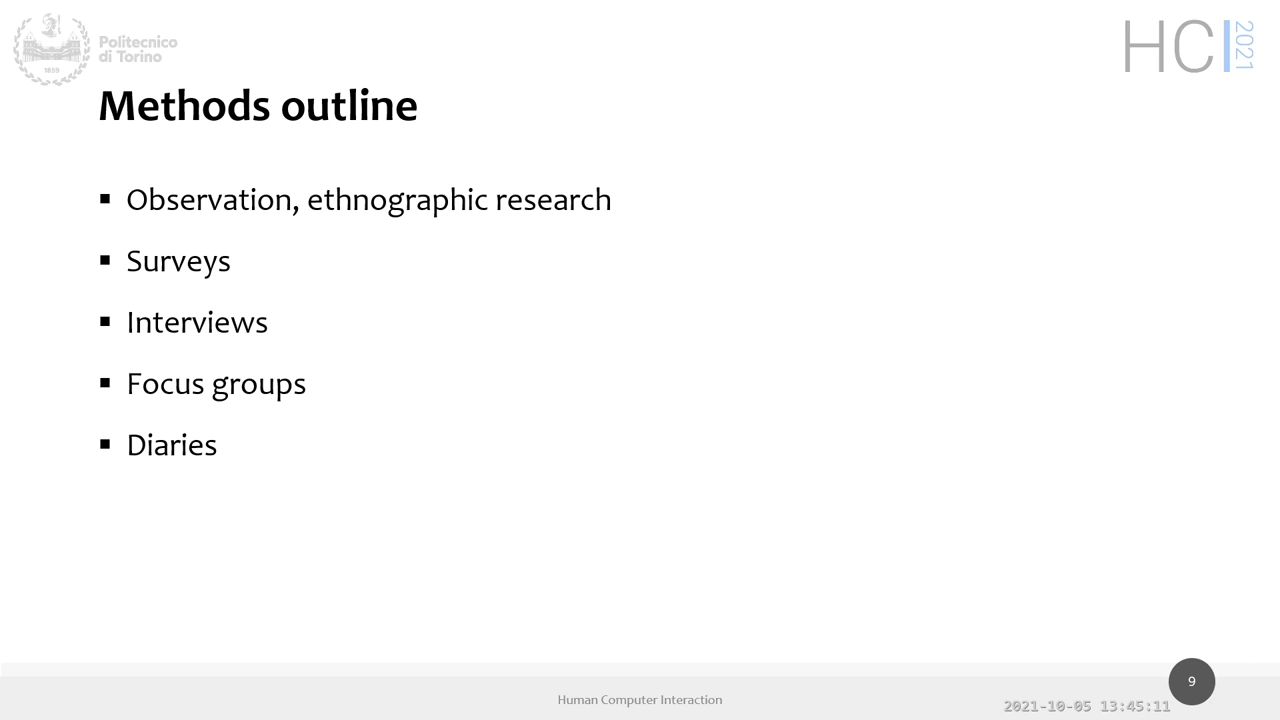 Politecnico
di Torino
1859
HCI 2021
Methods outline
▪ Observation, ethnographic research
▪ Surveys
▪ Interviews
▪ Focus groups
▪ Diaries
9
Human Computer Interaction
2021-10-05 13:45:11